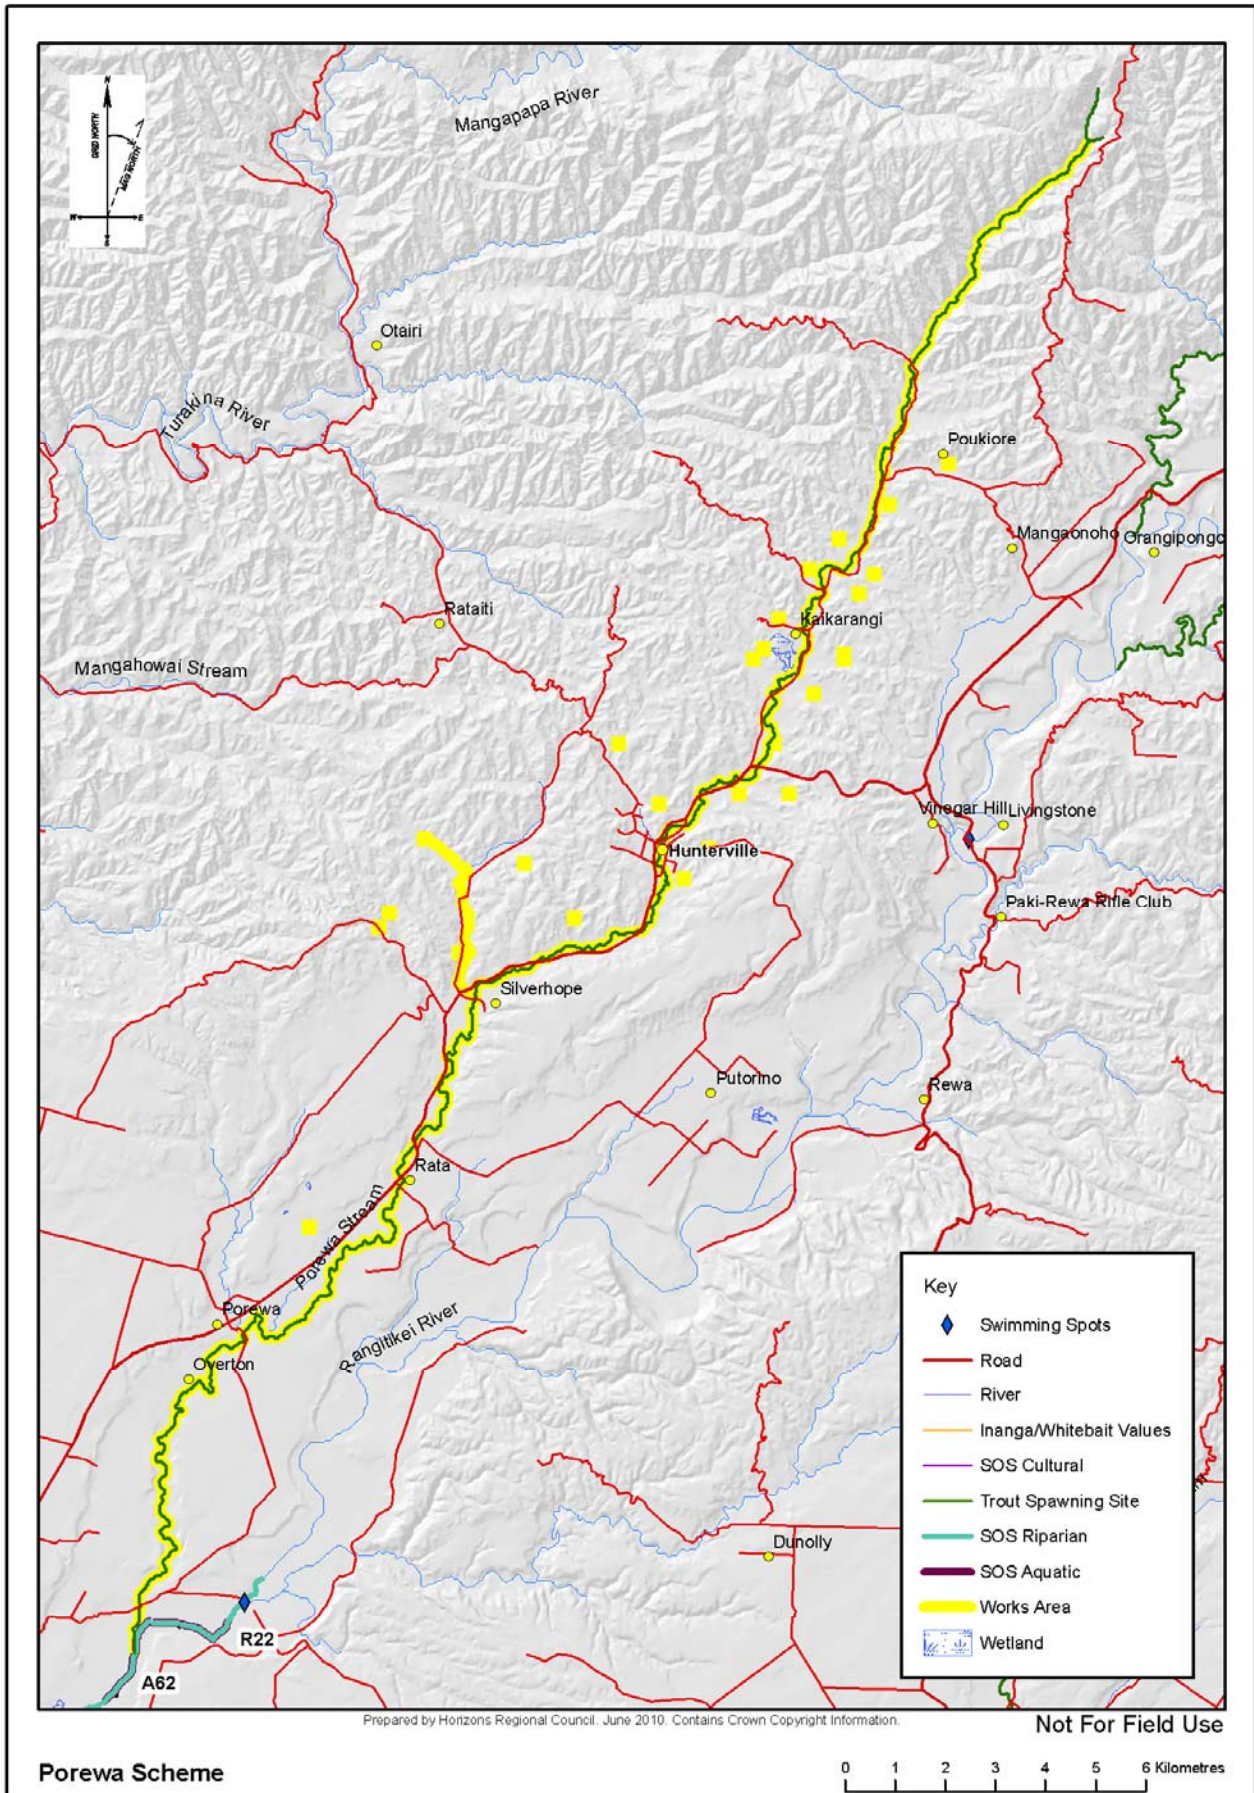 N
GRID NORTH
MAG NORTH
W
E
S
Mangapapa River
Otairi
Turakina River
Poukiore
Mangaonoho
Orangipongo
Rataiti
Kaikarangi
Mangahowai Stream
Vinegar Hill
Livingstone
Hunterville
Paki-Rewa Rifle Club
Silverhope
Putorino
Rewa
Rata
Porewa Stream
Porewa
Rangitikei River
Overton
Dunolly
R22
A62
Key
Swimming Spots
Road
River
Inanga/Whitebait Values
SOS Cultural
Trout Spawning Site
SOS Riparian
SOS Aquatic
Works Area
Wetland
Prepared by Horizons Regional Council. June 2010. Contains Crown Copyright Information.
Not For Field Use
Porewa Scheme
0 1 2 3 4 5 6 Kilometres